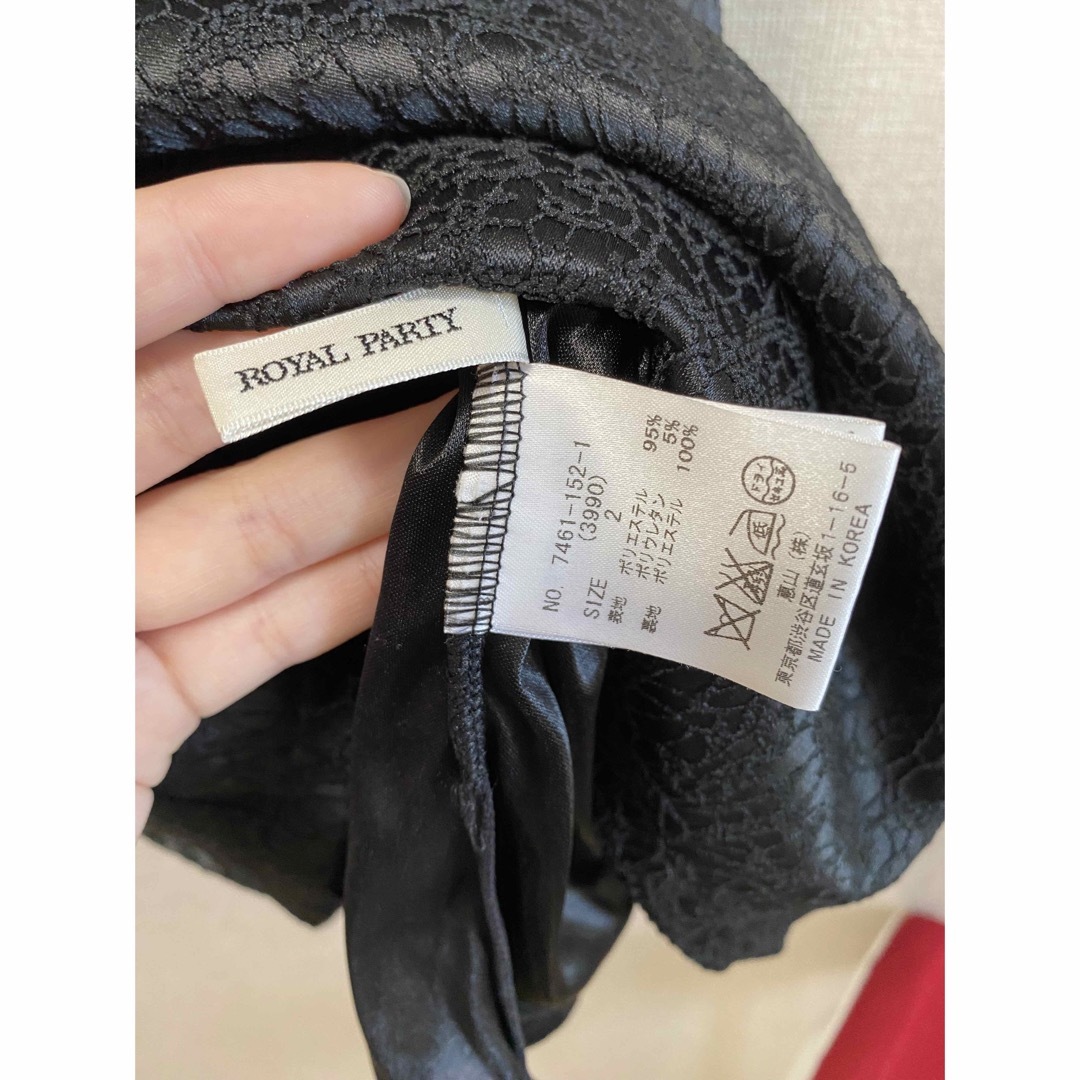 ROYAL PARTY
NO. 7461-152-1
(3990)
SIZE 2
表地 ポリエステル 95%
ポリウレタン 5%
裏地 ポリエステル 100%
ドライ
低
恵山(株)
東京都渋谷区道玄坂1-16-5
MADE IN KOREA